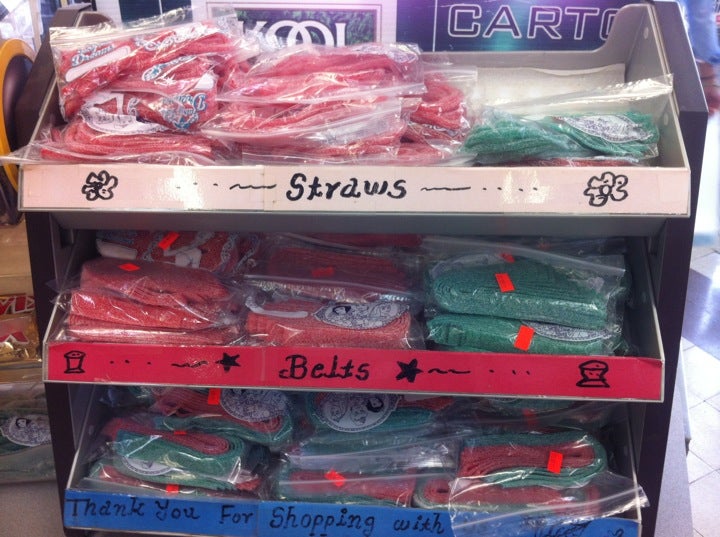 KOOL
CARTO
Straws
Belts
Thank You For Shopping with